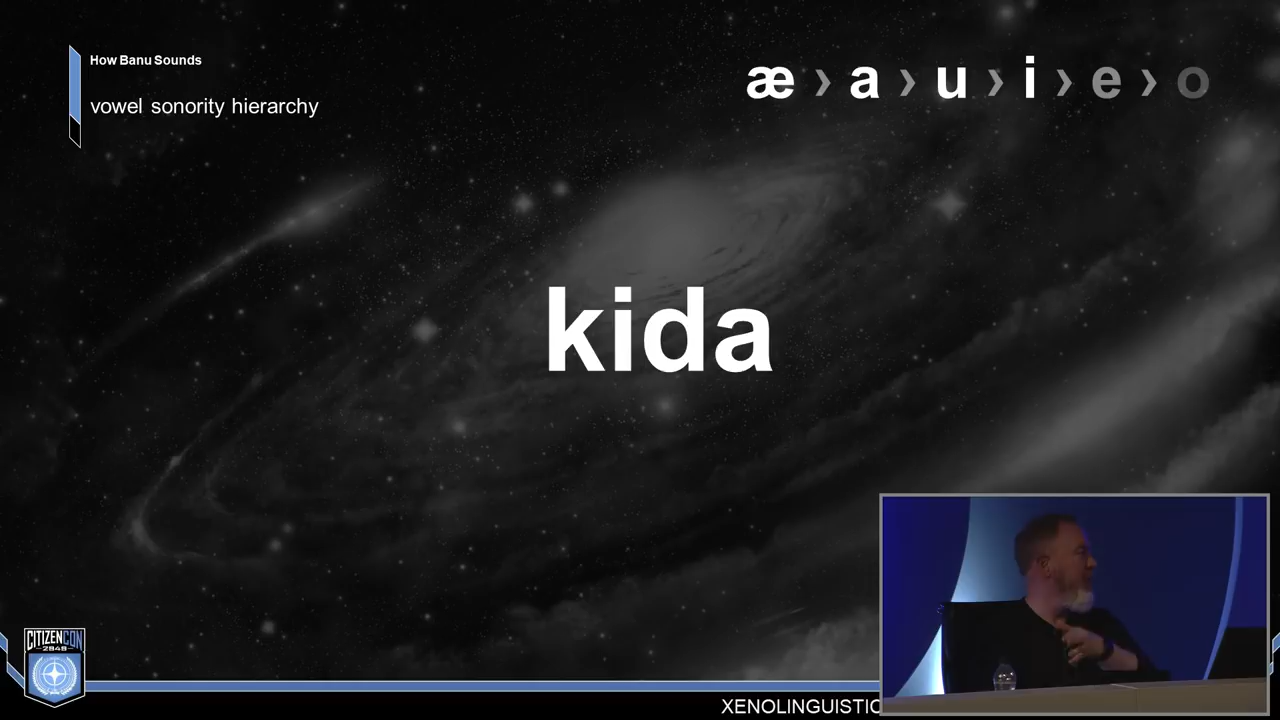 How Banu Sounds
vowel sonority hierarchy
æ › a › u › i › e › o
kida
CITIZENCON
2948
XENOLINGUISTIC